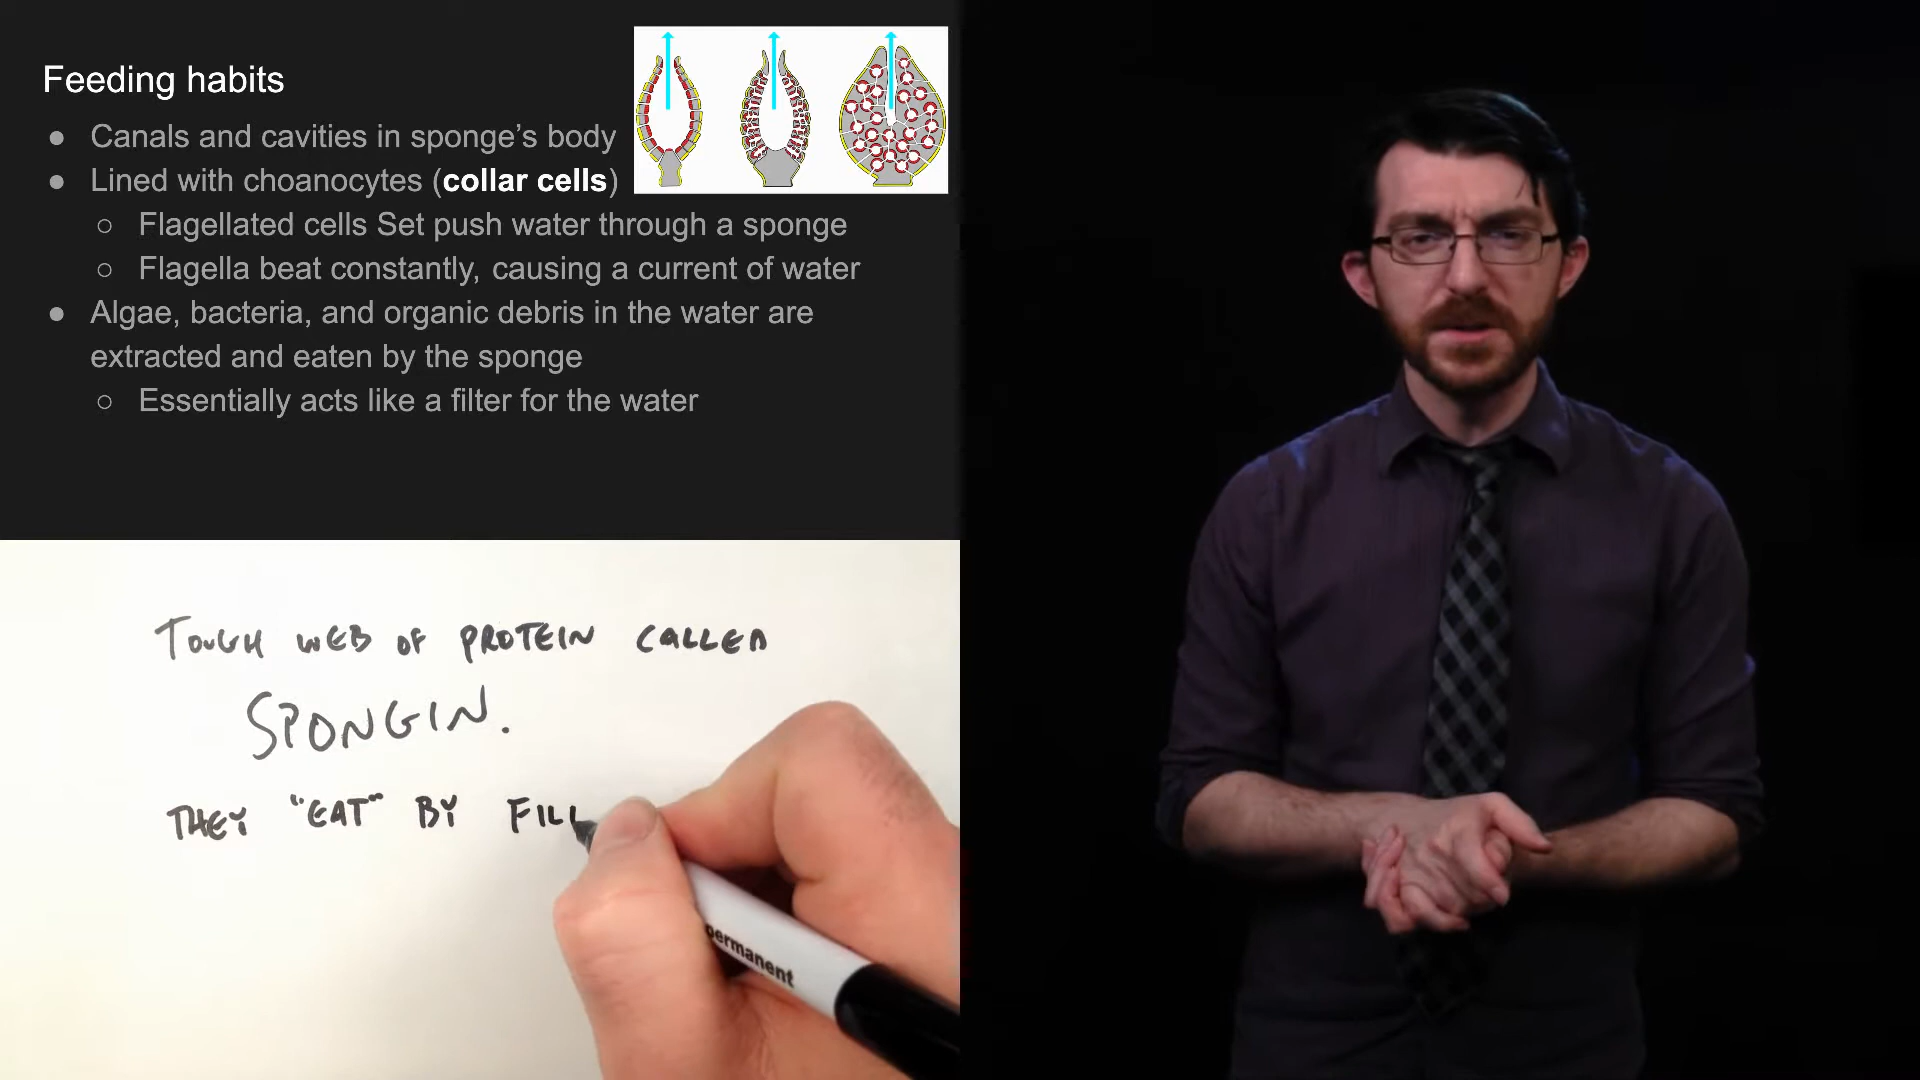 Feeding habits
● Canals and cavities in sponge’s body
● Lined with choanocytes (collar cells)
○ Flagellated cells Set push water through a sponge
○ Flagella beat constantly, causing a current of water
● Algae, bacteria, and organic debris in the water are
extracted and eaten by the sponge
○ Essentially acts like a filter for the water
TOUGH WEB OF PROTEIN CALLED
SPONGIN.
THEY "EAT" BY FIL
permanent